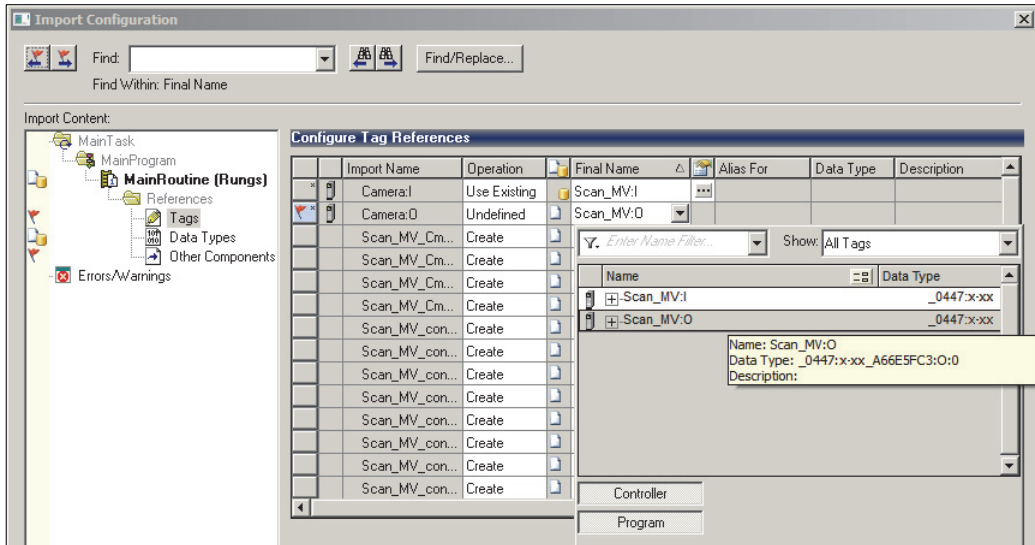 Import Configuration
Find:
Find/Replace...
Find Within: Final Name
Import Content:
MainTask
MainProgram
MainRoutine (Rungs)
References
Tags
Data Types
Other Components
Errors/Warnings
Configure Tag References
Import Name Operation Final Name Alias For Data Type Description
Camera:I Use Existing Scan_MV:I ...
Camera:O Undefined Scan_MV:O
Scan_MV_Cm... Create
Scan_MV_Cm... Create
Scan_MV_Cm... Create
Scan_MV_con... Create
Scan_MV_con... Create
Scan_MV_con... Create
Scan_MV_con... Create
Scan_MV_con... Create
Scan_MV_con... Create
Scan_MV_con... Create
Scan_MV_con... Create
Enter Name Filter... Show: All Tags
Name Data Type
Scan_MV:I _0447:x-xx
Scan_MV:O _0447:x-xx
Name: Scan_MV:O
Data Type: _0447:x-xx_A66E5FC3:O:0
Description:
Controller
Program